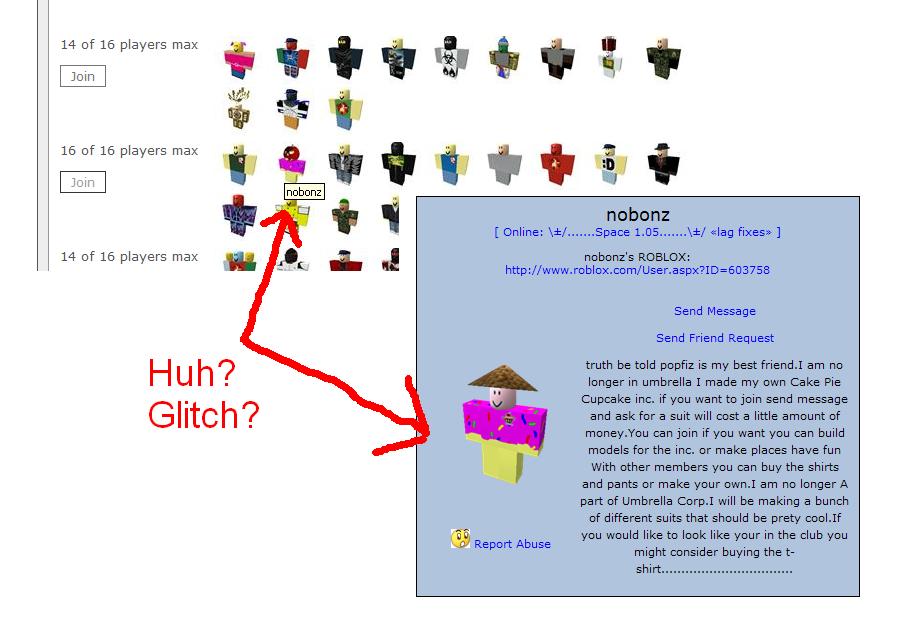 14 of 16 players max
Join
16 of 16 players max
Join
nobonz
14 of 16 players max
Huh?
Glitch?
nobonz
[ Online: \±/.......Space 1.05.......\±/ «lag fixes» ]
nobonz's ROBLOX:
http://www.roblox.com/User.aspx?ID=603758
Send Message
Send Friend Request
truth be told popfiz is my best friend.I am no
longer in umbrella I made my own Cake Pie
Cupcake inc. if you want to join send message
and ask for a suit will cost a little amount of
money.You can join if you want you can build
models for the inc. or make places have fun
With other members you can buy the shirts
and pants or make your own.I am no longer A
part of Umbrella Corp.I will be making a bunch
of different suits that should be prety cool.If
you would like to look like your in the club you
might consider buying the t-
shirt.................................
Report Abuse
:D